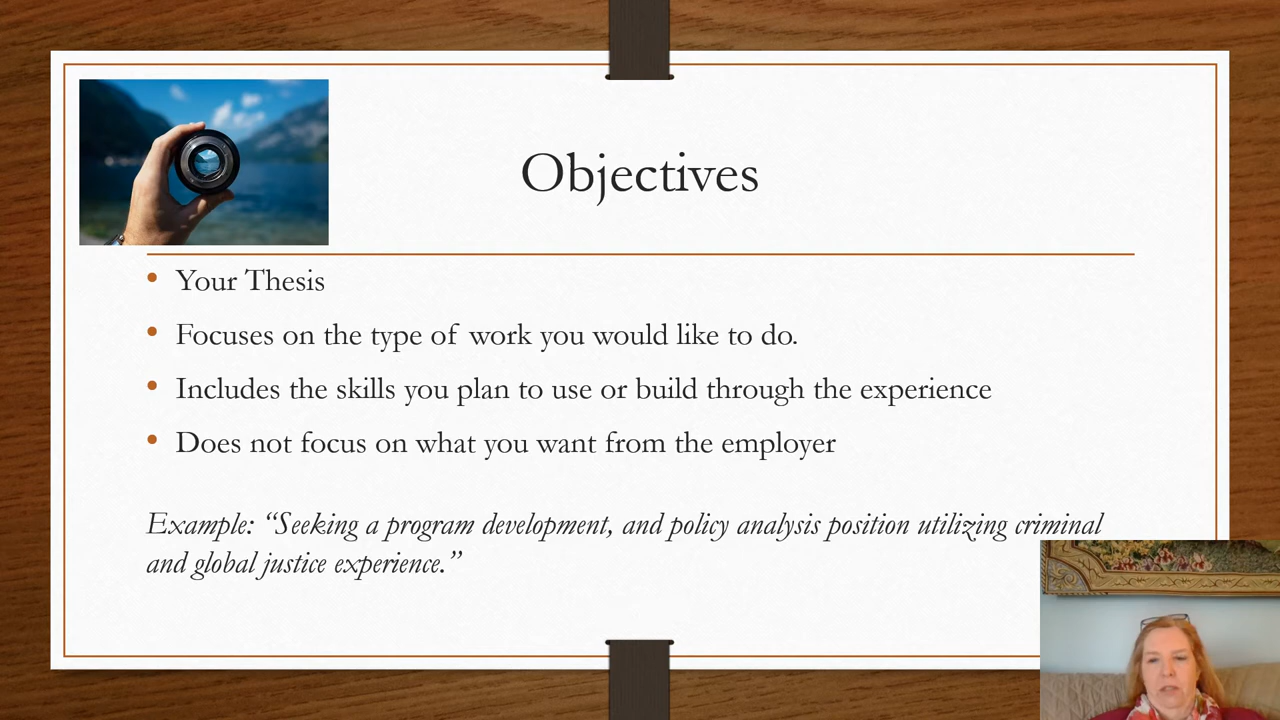 Objectives
Your Thesis
Focuses on the type of work you would like to do.
Includes the skills you plan to use or build through the experience
Does not focus on what you want from the employer
Example: “Seeking a program development, and policy analysis position utilizing criminal
and global justice experience.”